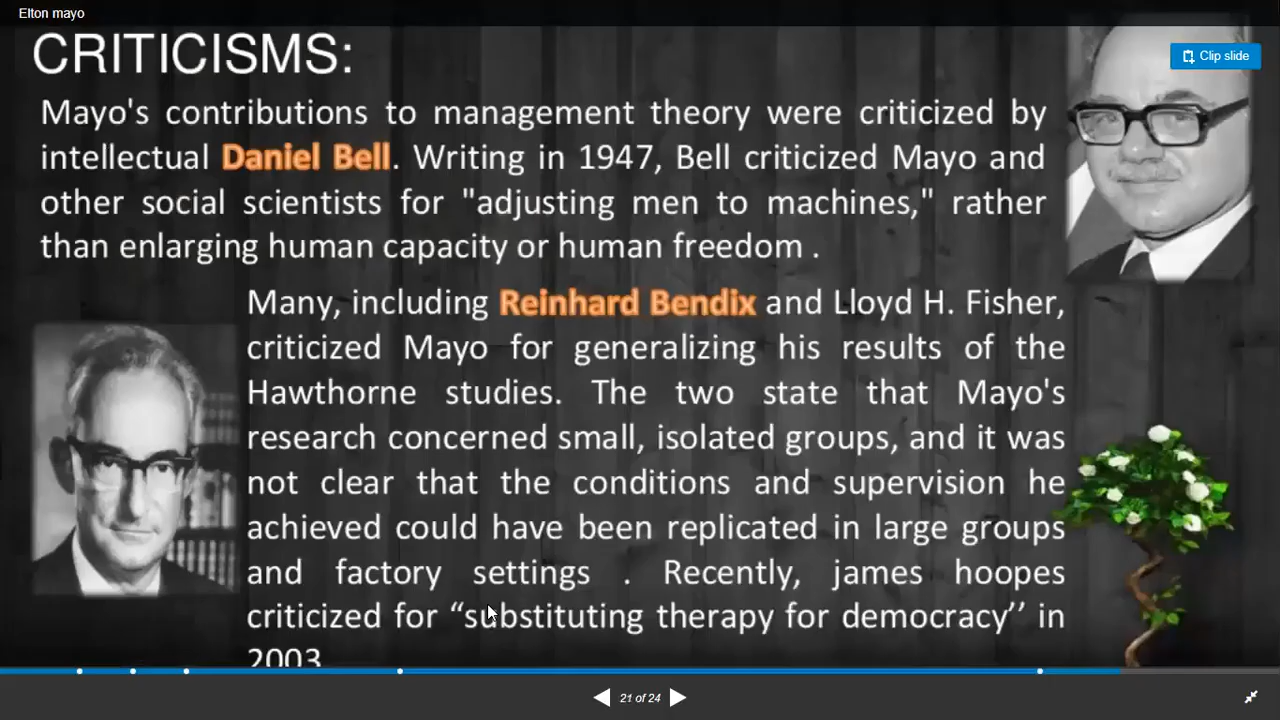 Elton mayo
Clip slide
CRITICISMS:
Mayo's contributions to management theory were criticized by
intellectual Daniel Bell. Writing in 1947, Bell criticized Mayo and
other social scientists for "adjusting men to machines," rather
than enlarging human capacity or human freedom .
Many, including Reinhard Bendix and Lloyd H. Fisher,
criticized Mayo for generalizing his results of the
Hawthorne studies. The two state that Mayo's
research concerned small, isolated groups, and it was
not clear that the conditions and supervision he
achieved could have been replicated in large groups
and factory settings . Recently, james hoopes
criticized for “substituting therapy for democracy’’ in
2003
21 of 24